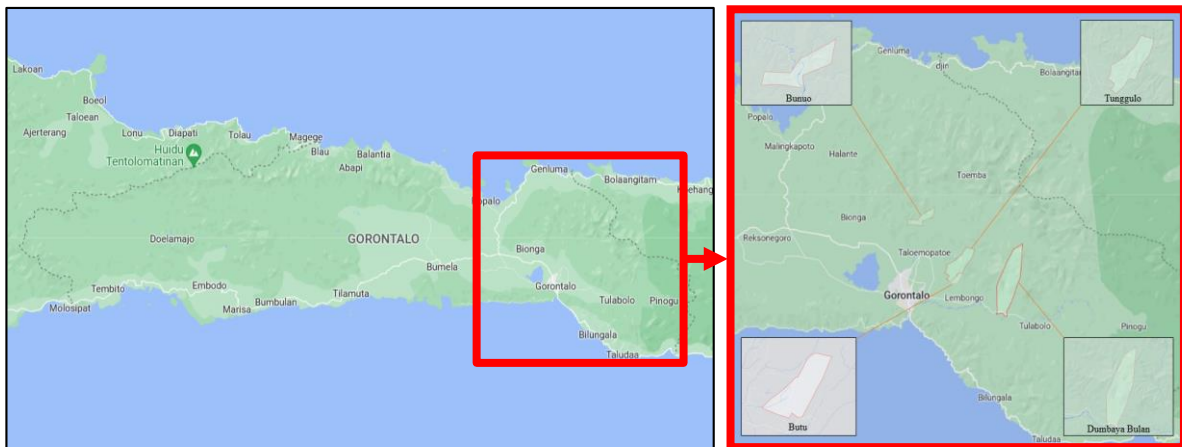 Lakoan
Boeol
Taloean
Ajerterang
Lonu
Diapati
Tolau
Magege
Huidu
Tentolomatinan
Blau
Balantia
Abapi
Genluma
Bolaangitam
Doelamajo
GORONTALO
Bionga
Bumela
Gorontalo
Tembito
Embodo
Tilamuta
Tulabolo
Pinogu
Molosipat
Marisa
Bumbulan
Bilungala
Taludaa
Genluma
djin
Bolaangitam
Bunuo
Tunggulo
Popalo
Malingkapoto
Halante
Toemba
Bionga
Reksonegoro
Taloemopatoe
Gorontalo
Lembongo
Tulabolo
Pinogu
Bilungala
Taludaa
Butu
Dumbaya Bulan